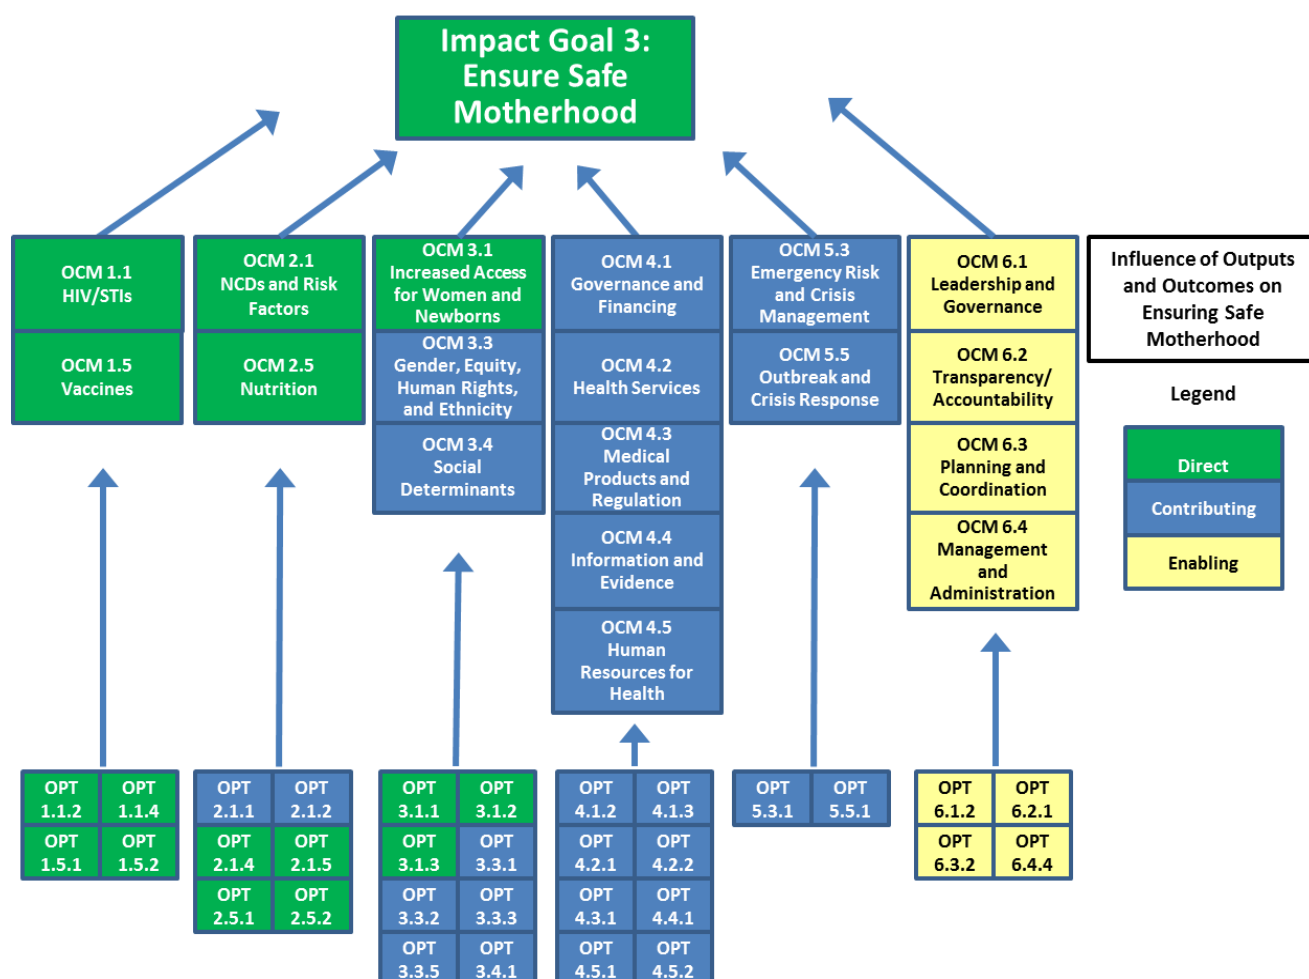 Impact Goal 3:
Ensure Safe
Motherhood
OCM 1.1
HIV/STIs
OCM 1.5
Vaccines
OCM 2.1
NCDs and Risk
Factors
OCM 2.5
Nutrition
OCM 3.1
Increased Access
for Women and
Newborns
OCM 3.3
Gender, Equity,
Human Rights,
and Ethnicity
OCM 3.4
Social
Determinants
OCM 4.1
Governance and
Financing
OCM 4.2
Health Services
OCM 4.3
Medical
Products and
Regulation
OCM 4.4
Information and
Evidence
OCM 4.5
Human
Resources for
Health
OCM 5.3
Emergency Risk
and Crisis
Management
OCM 5.5
Outbreak and
Crisis Response
OCM 6.1
Leadership and
Governance
OCM 6.2
Transparency/
Accountability
OCM 6.3
Planning and
Coordination
OCM 6.4
Management
and
Administration
Influence of Outputs
and Outcomes on
Ensuring Safe
Motherhood
Legend
Direct
Contributing
Enabling
OPT
1.1.2
OPT
1.1.4
OPT
1.5.1
OPT
1.5.2
OPT
2.1.1
OPT
2.1.2
OPT
2.1.4
OPT
2.1.5
OPT
2.5.1
OPT
2.5.2
OPT
3.1.1
OPT
3.1.2
OPT
3.1.3
OPT
3.3.1
OPT
3.3.2
OPT
3.3.3
OPT
3.3.5
OPT
3.4.1
OPT
4.1.2
OPT
4.1.3
OPT
4.2.1
OPT
4.2.2
OPT
4.3.1
OPT
4.4.1
OPT
4.5.1
OPT
4.5.2
OPT
5.3.1
OPT
5.5.1
OPT
6.1.2
OPT
6.2.1
OPT
6.3.2
OPT
6.4.4